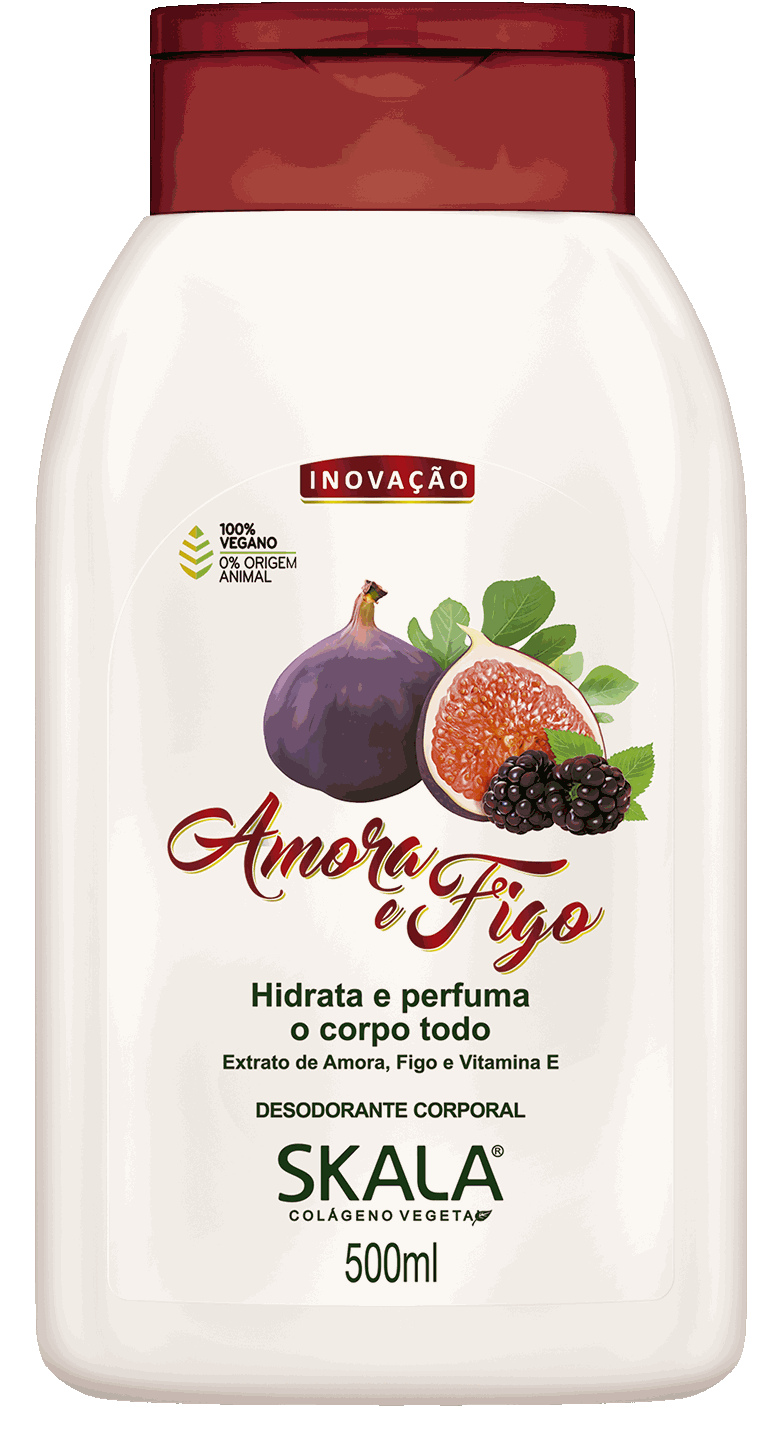 INOVAÇÃO
100%
VEGANO
0% ORIGEM
ANIMAL
Amora
e Figo
Hidrata e perfuma
o corpo todo
Extrato de Amora, Figo e Vitamina E
DESODORANTE CORPORAL
SKALA®
COLÁGENO VEGETAL
500ml